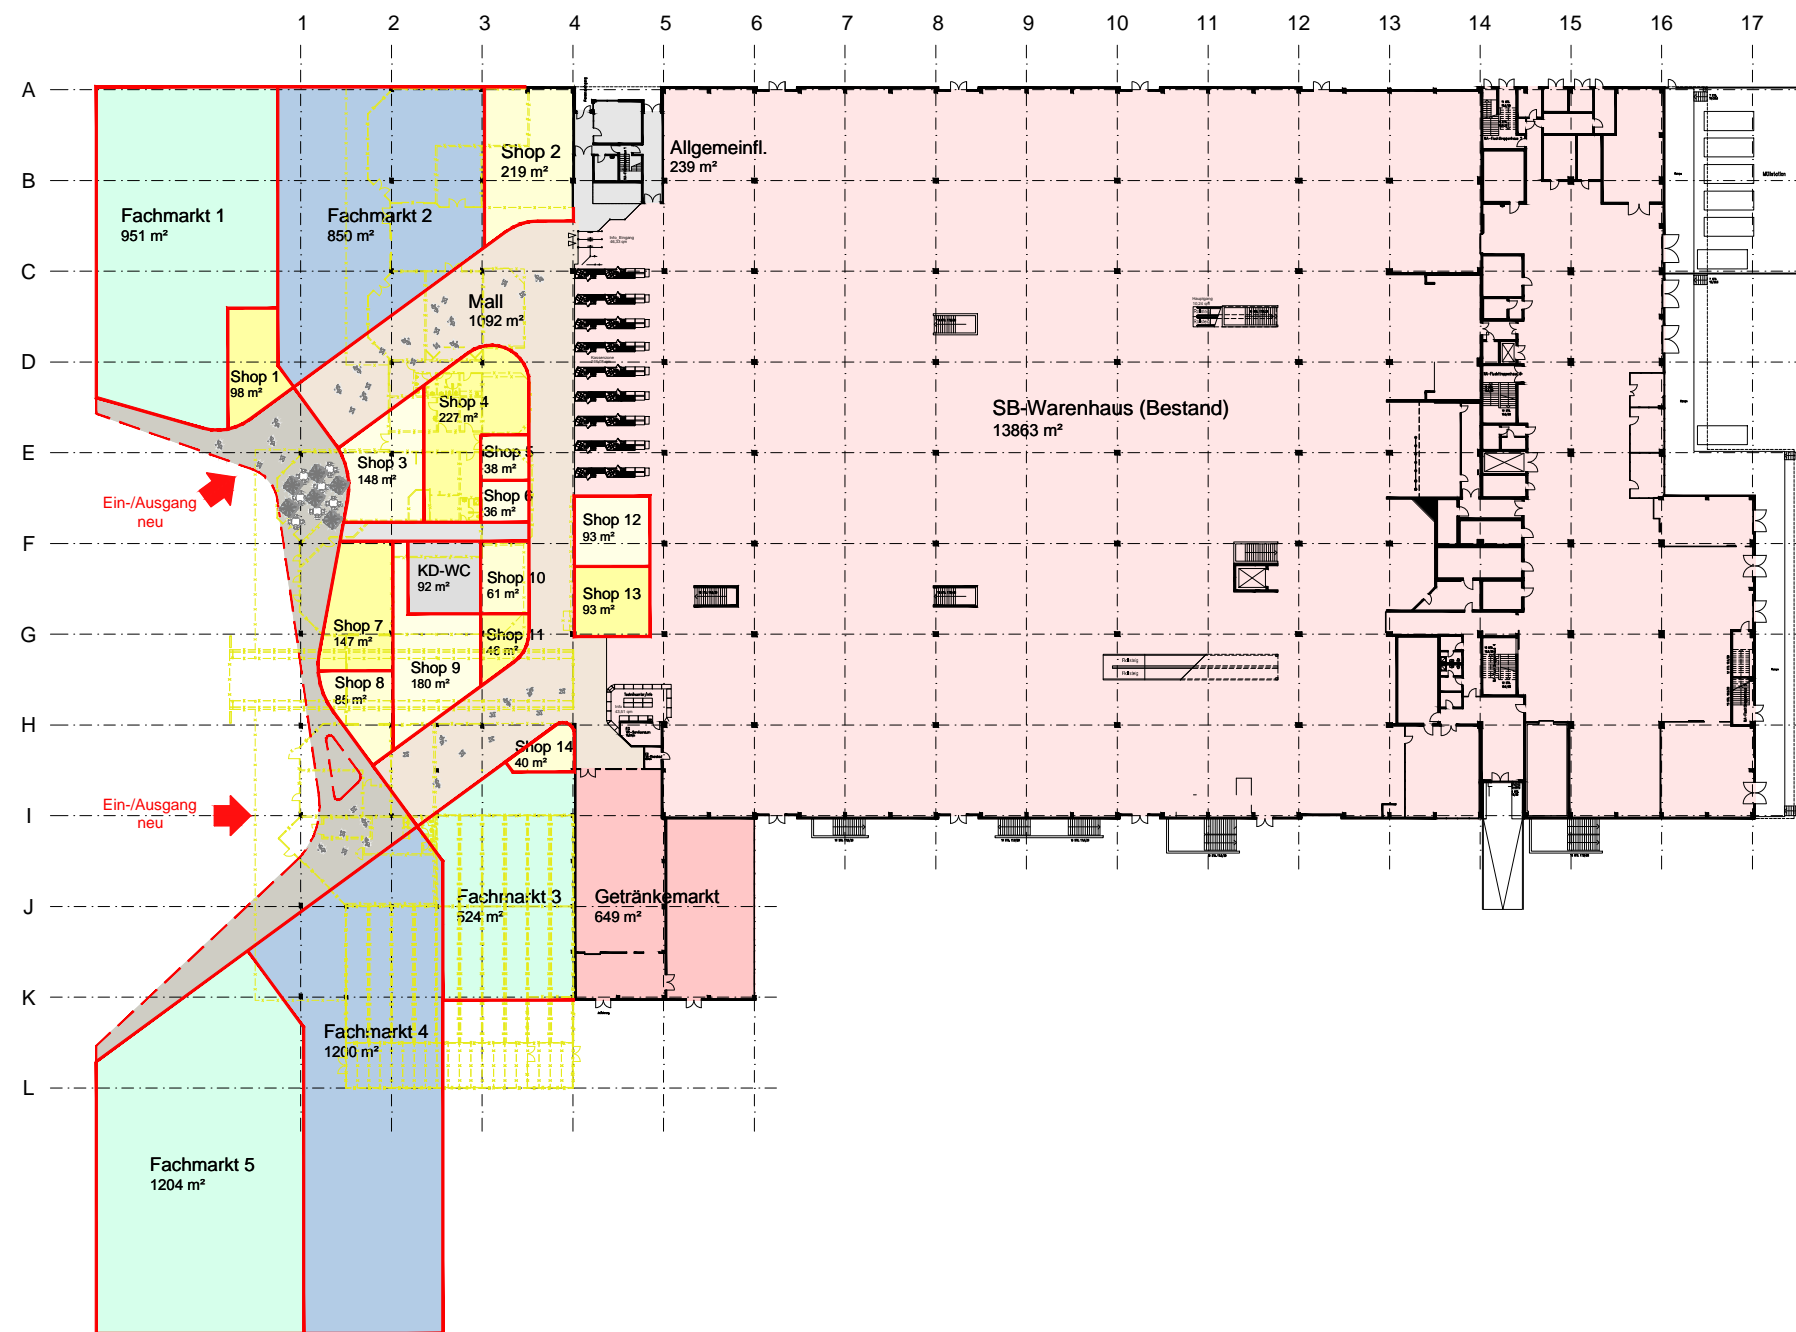 1 2 3 4 5 6 7 8 9 10 11 12 13 14 15 16 17
A
B
C
D
E
F
G
H
I
J
K
L
Fachmarkt 1
951 m²
Fachmarkt 2
850 m²
Shop 2
219 m²
Allgemeinfl.
239 m²
Mall
1092 m²
Shop 1
98 m²
Shop 4
227 m²
Shop 3
148 m²
Shop 5
38 m²
Shop 6
36 m²
SB-Warenhaus (Bestand)
13863 m²
Ein-/Ausgang
neu
Shop 12
93 m²
KD-WC
92 m²
Shop 10
61 m²
Shop 13
93 m²
Shop 7
147 m²
Shop 11
Shop 9
180 m²
Shop 8
85 m²
Rollsteig
Rollsteig
Shop 14
40 m²
Ein-/Ausgang
neu
Fachmarkt 3
524 m²
Getränkemarkt
649 m²
Fachmarkt 4
1200 m²
Fachmarkt 5
1204 m²